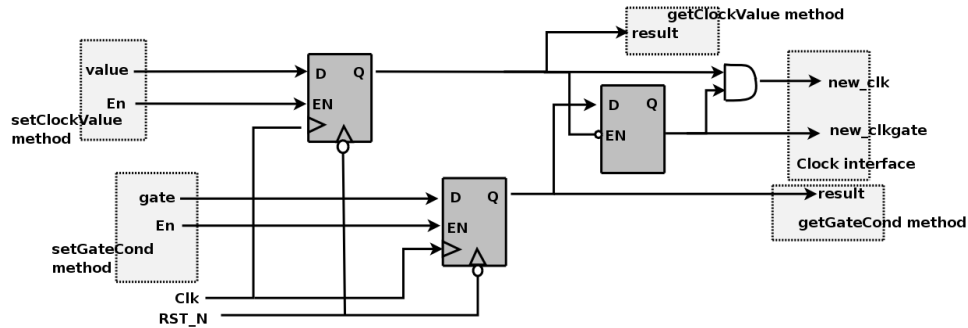 getClockValue method
result
value
D Q
D Q
new_clk
En
EN
EN
new_clkgate
setClockValue
method
Clock interface
gate
D Q
result
En
EN
getGateCond method
setGateCond
method
Clk
RST_N